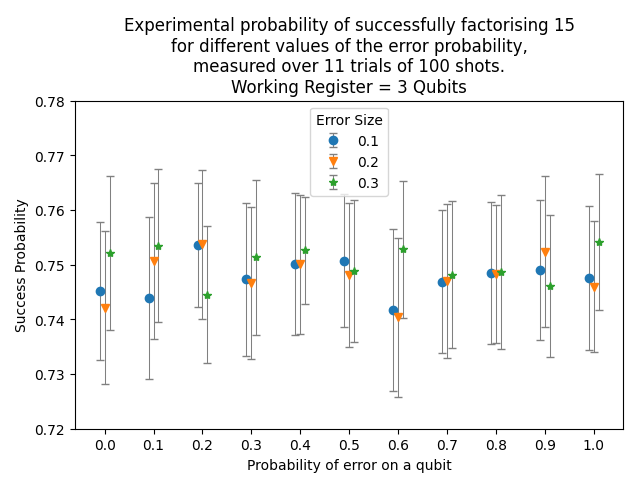 Experimental probability of successfully factorising 15
for different values of the error probability,
measured over 11 trials of 100 shots.
Working Register = 3 Qubits
Error Size
0.1
0.2
0.3
Success Probability
0.78
0.77
0.76
0.75
0.74
0.73
0.72
0.0 0.1 0.2 0.3 0.4 0.5 0.6 0.7 0.8 0.9 1.0
Probability of error on a qubit